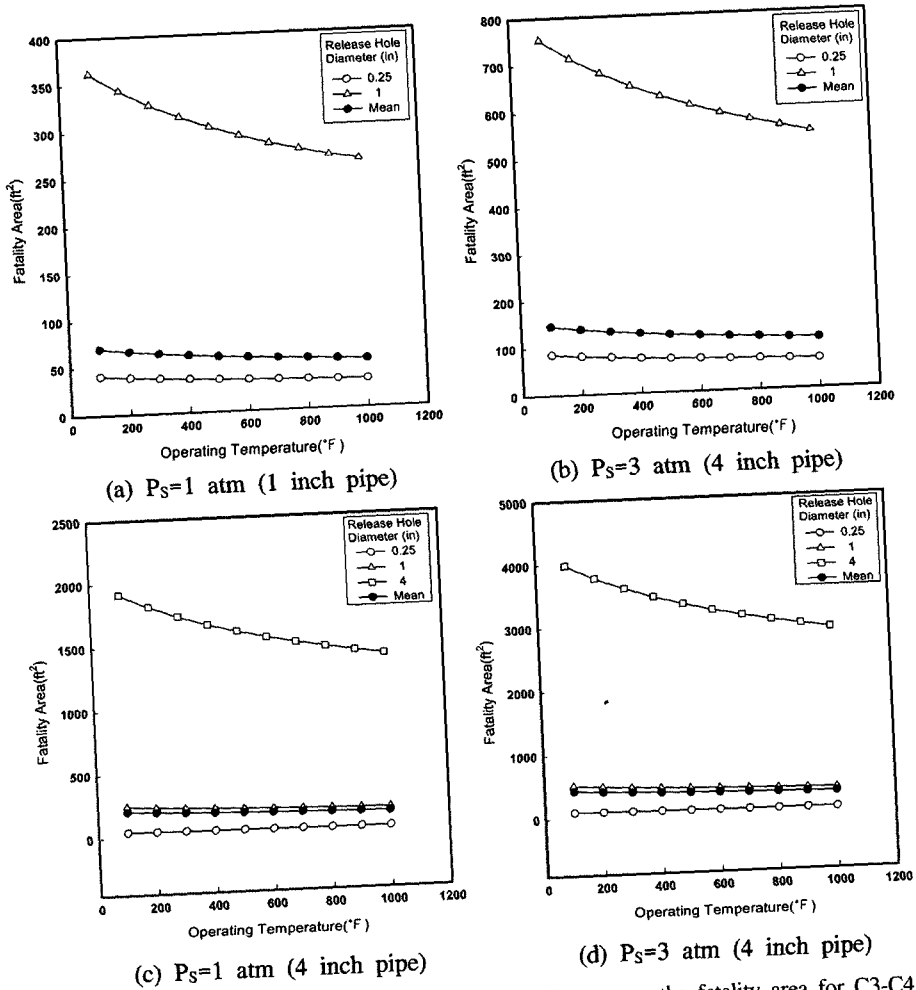 400
350
300
250
200
150
100
50
0
Fatality Area(ft²)
Release Hole
Diameter (in)
0.25
1
Mean
0 200 400 600 800 1000 1200
Operating Temperature(°F )
(a) Ps=1 atm (1 inch pipe)
800
700
600
500
400
300
200
100
0
Fatality Area(ft²)
Release Hole
Diameter (in)
0.25
1
Mean
0 200 400 600 800 1000 1200
Operating Temperature(°F )
(b) Ps=3 atm (4 inch pipe)
2500
2000
1500
1000
500
0
Fatality Area(ft²)
Release Hole
Diameter (in)
0.25
1
4
Mean
0 200 400 600 800 1000 1200
Operating Temperature(°F )
(c) Ps=1 atm (4 inch pipe)
5000
4000
3000
2000
1000
0
Fatality Area(ft²)
Release Hole
Diameter (in)
0.25
1
4
Mean
0 200 400 600 800 1000 1200
Operating Temperature(°F )
(d) Ps=3 atm (4 inch pipe)
the fatality area for C3-C4